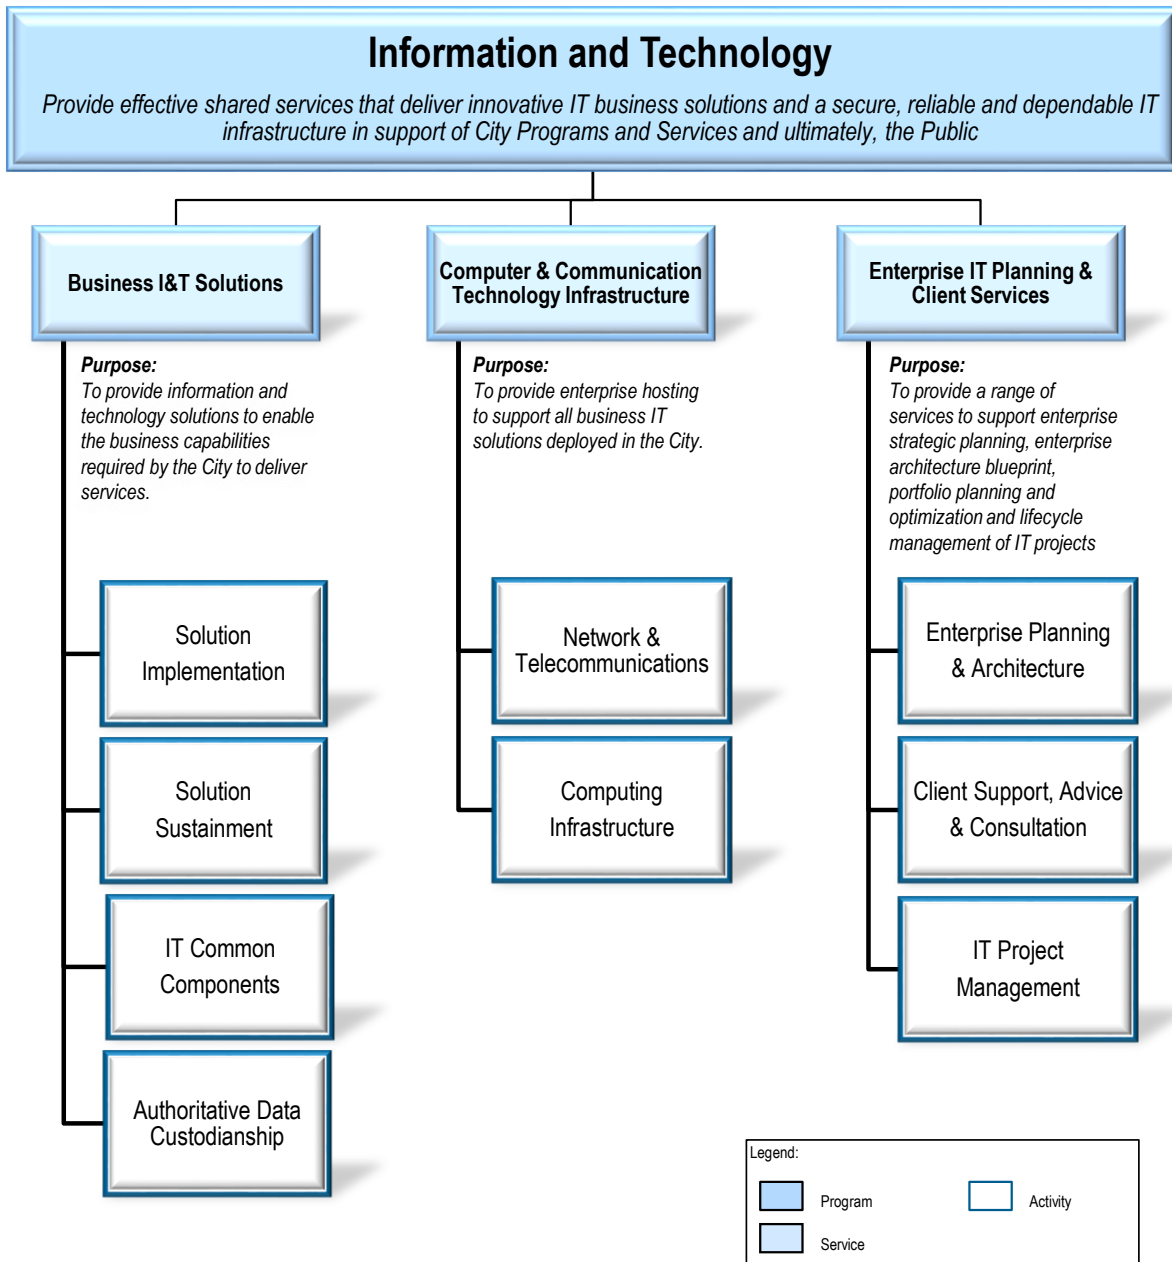 Information and Technology
Provide effective shared services that deliver innovative IT business solutions and a secure, reliable and dependable IT
infrastructure in support of City Programs and Services and ultimately, the Public
Business I&T Solutions
Purpose:
To provide information and
technology solutions to enable
the business capabilities
required by the City to deliver
services.
Solution
Implementation
Solution
Sustainment
IT Common
Components
Authoritative Data
Custodianship
Computer & Communication
Technology Infrastructure
Purpose:
To provide enterprise hosting
to support all business IT
solutions deployed in the City.
Network &
Telecommunications
Computing
Infrastructure
Enterprise IT Planning &
Client Services
Purpose:
To provide a range of
services to support enterprise
strategic planning, enterprise
architecture blueprint,
portfolio planning and
optimization and lifecycle
management of IT projects
Enterprise Planning
& Architecture
Client Support, Advice
& Consultation
IT Project
Management
Legend:
Program
Activity
Service